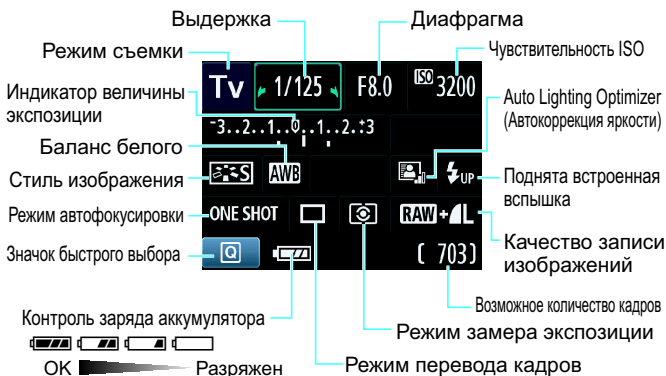 Выдержка
Диафрагма
Режим съемки
Чувствительность ISO
Индикатор величины
экспозиции
Tv 1/125 F8.0 ISO 3200
Auto Lighting Optimizer
(Автокоррекция яркости)
-3..2..1..0..1..2.:+3
Баланс белого
Стиль изображения
S AWB UP
Поднята встроенная
вспышка
Режим автофокусировки
ONE SHOT RAW+L
Качество записи
изображений
Значок быстрого выбора
Q [ 703]
Возможное количество кадров
Контроль заряда аккумулятора
Режим замера экспозиции
OK Разряжен
Режим перевода кадров